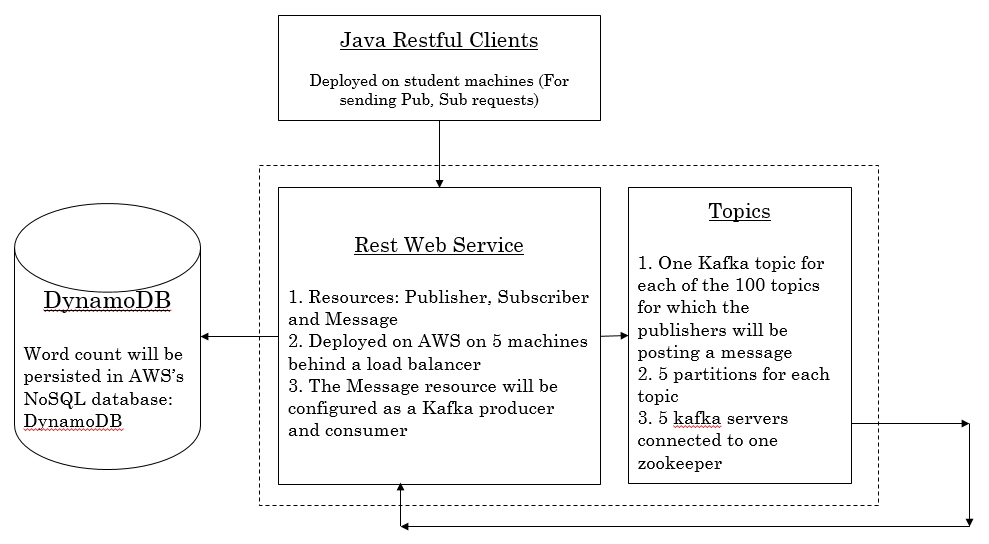 Java Restful Clients
Deployed on student machines (For
sending Pub, Sub requests)
DynamoDB
Word count will be
persisted in AWS's
NoSQL database:
DynamoDB
Rest Web Service
1. Resources: Publisher, Subscriber
and Message
2. Deployed on AWS on 5 machines
behind a load balancer
3. The Message resource will be
configured as a Kafka producer
and consumer
Topics
1. One Kafka topic for
each of the 100 topics
for which the
publishers will be
posting a message
2. 5 partitions for each
topic
3. 5 kafka servers
connected to one
zookeeper